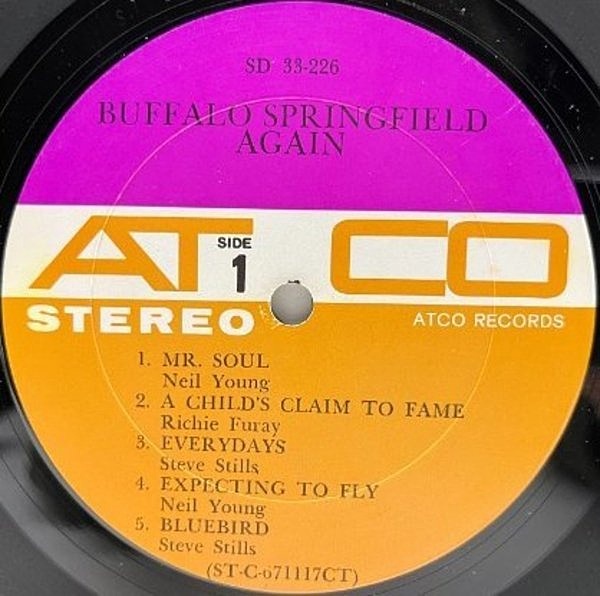 SD 33-226
BUFFALO SPRINGFIELD
AGAIN
ATCO
SIDE
1
STEREO
ATCO RECORDS
1. MR. SOUL
Neil Young
2. A CHILD'S CLAIM TO FAME
Richie Furay
3. EVERYDAYS
Steve Stills
4. EXPECTING TO FLY
Neil Young
5. BLUEBIRD
Steve Stills
(ST-C-671117CT)